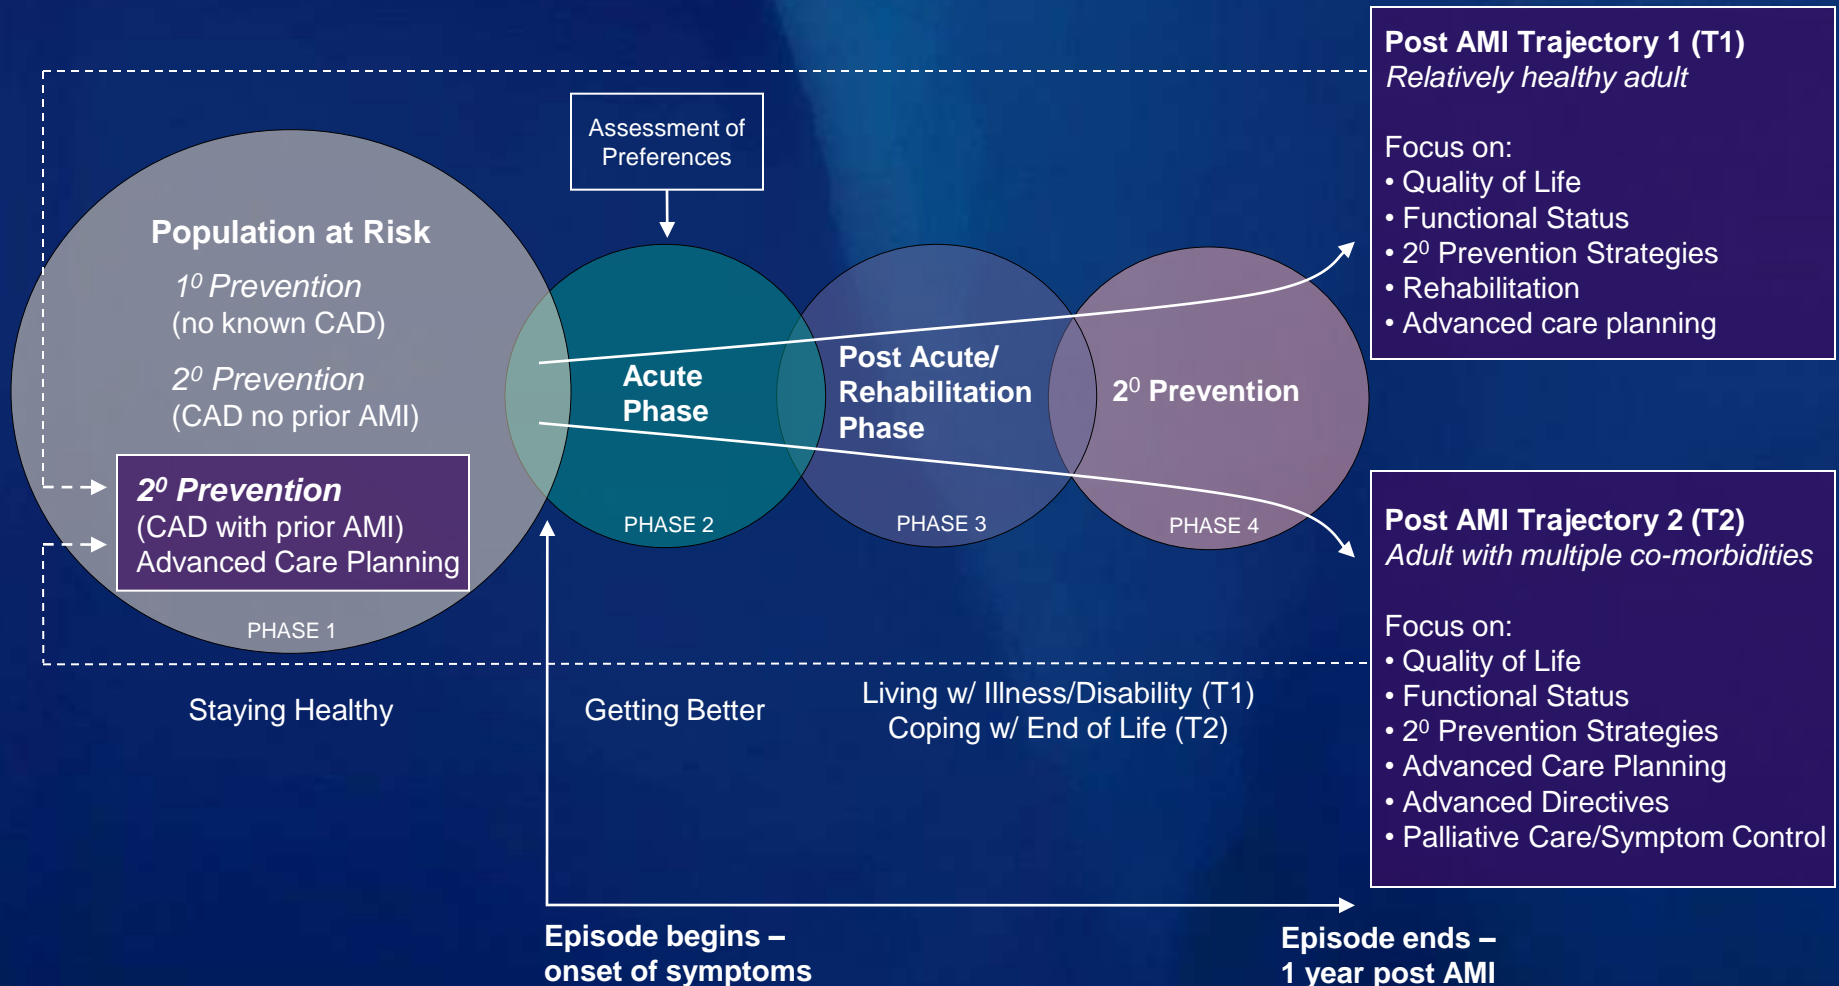 Post AMI Trajectory 1 (T1)
Relatively healthy adult
Focus on:
• Quality of Life
• Functional Status
• 2⁰ Prevention Strategies
• Rehabilitation
• Advanced care planning
Assessment of
Preferences
Population at Risk
1⁰ Prevention
(no known CAD)
2⁰ Prevention
(CAD no prior AMI)
2⁰ Prevention
(CAD with prior AMI)
Advanced Care Planning
PHASE 1
Acute
Phase
PHASE 2
Post Acute/
Rehabilitation
Phase
PHASE 3
2⁰ Prevention
PHASE 4
Post AMI Trajectory 2 (T2)
Adult with multiple co-morbidities
Focus on:
• Quality of Life
• Functional Status
• 2⁰ Prevention Strategies
• Advanced Care Planning
• Advanced Directives
• Palliative Care/Symptom Control
Staying Healthy
Getting Better
Living w/ Illness/Disability (T1)
Coping w/ End of Life (T2)
Episode begins –
onset of symptoms
Episode ends –
1 year post AMI